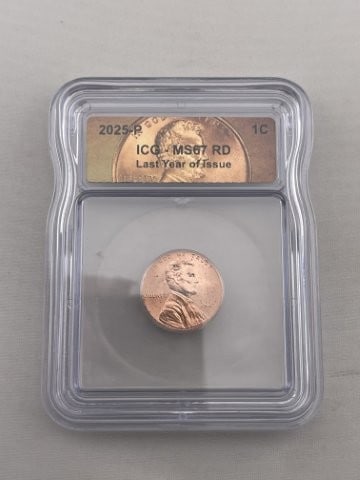 2025-P 1C
ICG - MS67 RD
Last Year of Issue